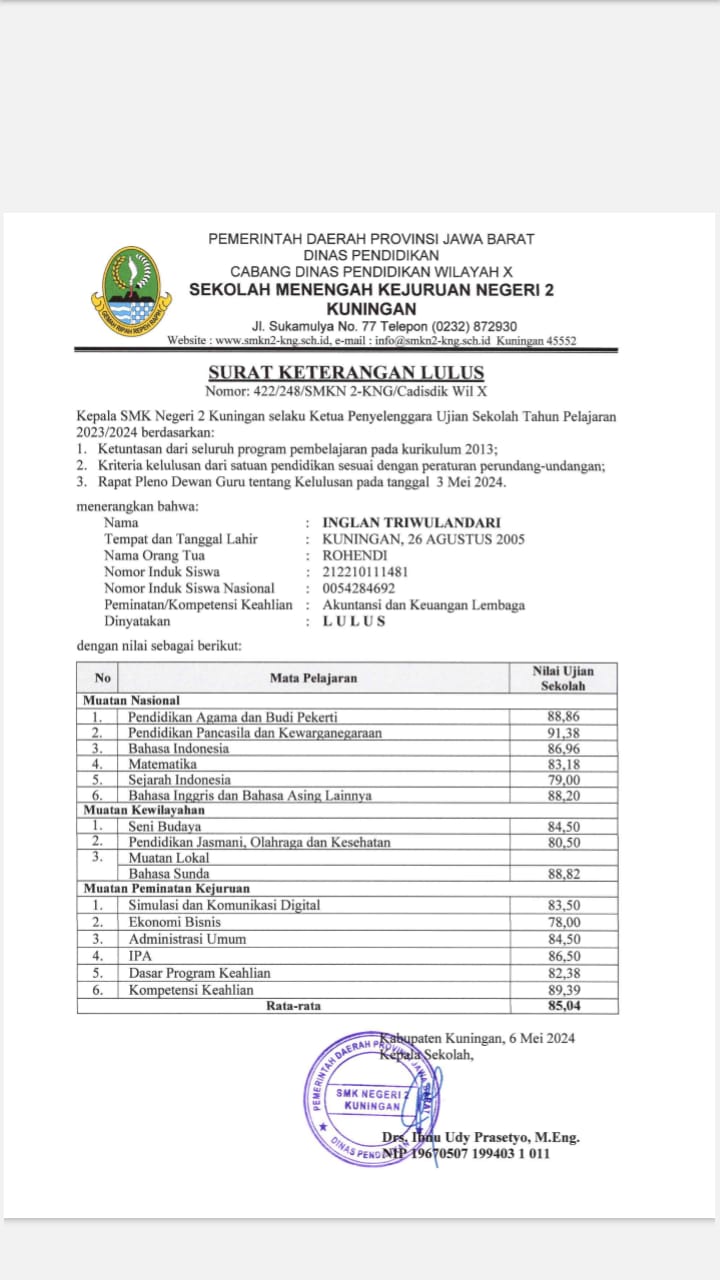 PEMERINTAH DAERAH PROVINSI JAWA BARAT
DINAS PENDIDIKAN
CABANG DINAS PENDIDIKAN WILAYAH X
SEKOLAH MENENGAH KEJURUAN NEGERI 2
KUNINGAN
Jl. Sukamulya No. 77 Telepon (0232) 872930
Website : www.smkn2-kng.sch.id, e-mail : info@smkn2-kng.sch.id Kuningan 45552
GEMAH RIPAH REPEH RAPIH
SURAT KETERANGAN LULUS
Nomor: 422/248/SMKN 2-KNG/Cadisdik Wil X
Kepala SMK Negeri 2 Kuningan selaku Ketua Penyelenggara Ujian Sekolah Tahun Pelajaran
2023/2024 berdasarkan:
1. Ketuntasan dari seluruh program pembelajaran pada kurikulum 2013;
2. Kriteria kelulusan dari satuan pendidikan sesuai dengan peraturan perundang-undangan;
3. Rapat Pleno Dewan Guru tentang Kelulusan pada tanggal 3 Mei 2024.
menerangkan bahwa:
Nama : INGLAN TRIWULANDARI
Tempat dan Tanggal Lahir : KUNINGAN, 26 AGUSTUS 2005
Nama Orang Tua : ROHENDI
Nomor Induk Siswa : 212210111481
Nomor Induk Siswa Nasional : 0054284692
Peminatan/Kompetensi Keahlian : Akuntansi dan Keuangan Lembaga
Dinyatakan : L U L U S
dengan nilai sebagai berikut:
No Mata Pelajaran Nilai Ujian Sekolah
Muatan Nasional
1. Pendidikan Agama dan Budi Pekerti 88,86
2. Pendidikan Pancasila dan Kewarganegaraan 91,38
3. Bahasa Indonesia 86,96
4. Matematika 83,18
5. Sejarah Indonesia 79,00
6. Bahasa Inggris dan Bahasa Asing Lainnya 88,20
Muatan Kewilayahan
1. Seni Budaya 84,50
2. Pendidikan Jasmani, Olahraga dan Kesehatan 80,50
3. Muatan Lokal
Bahasa Sunda 88,82
Muatan Peminatan Kejuruan
1. Simulasi dan Komunikasi Digital 83,50
2. Ekonomi Bisnis 78,00
3. Administrasi Umum 84,50
4. IPA 86,50
5. Dasar Program Keahlian 82,38
6. Kompetensi Keahlian 89,39
Rata-rata 85,04
Kabupaten Kuningan, 6 Mei 2024
Kepala Sekolah,
PEMERINTAH DAERAH PROVINSI JAWA BARAT
SMK NEGERI 2
KUNINGAN
DINAS PENDIDIKAN
Drs. Ibnu Udy Prasetyo, M.Eng.
NIP 19670507 199403 1 011